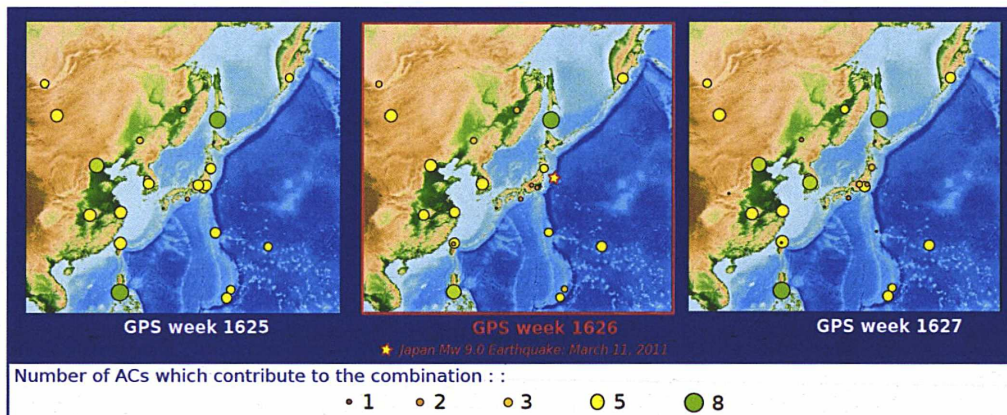 GPS week 1625
GPS week 1626
GPS week 1627
Japan Mw 9.0 Earthquake: March 11, 2011
Number of ACs which contribute to the combination : :
1 2 3 5 8